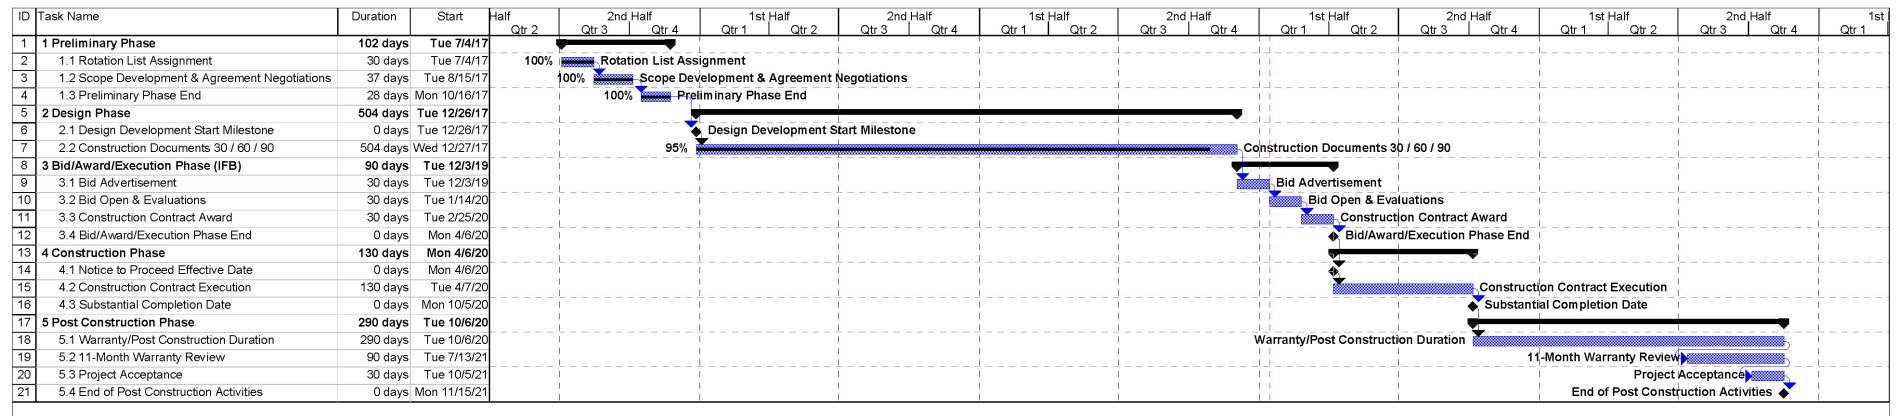 ID Task Name Duration Start Half 2nd Half 1st Half 2nd Half 1st Half 2nd Half 1st Half 2nd Half 1st Half 2nd Half 1st
Qtr 2 Qtr 3 Qtr 4 Qtr 1 Qtr 2 Qtr 3 Qtr 4 Qtr 1 Qtr 2 Qtr 3 Qtr 4 Qtr 1 Qtr 2 Qtr 3 Qtr 4 Qtr 1 Qtr 2 Qtr 3 Qtr 4 Qtr 1
1 1 Preliminary Phase 102 days Tue 7/4/17
2 1.1 Rotation List Assignment 30 days Tue 7/4/17 100% Rotation List Assignment
3 1.2 Scope Development & Agreement Negotiations 37 days Tue 8/15/17 100% Scope Development & Agreement Negotiations
4 1.3 Preliminary Phase End 28 days Mon 10/16/17 100% Preliminary Phase End
5 2 Design Phase 504 days Tue 12/26/17
6 2.1 Design Development Start Milestone 0 days Tue 12/26/17 Design Development Start Milestone
7 2.2 Construction Documents 30 / 60 / 90 504 days Wed 12/27/17 95% Construction Documents 30 / 60 / 90
8 3 Bid/Award/Execution Phase (IFB) 90 days Tue 12/3/19
9 3.1 Bid Advertisement 30 days Tue 12/3/19 Bid Advertisement
10 3.2 Bid Open & Evaluations 30 days Tue 1/14/20 Bid Open & Evaluations
11 3.3 Construction Contract Award 30 days Tue 2/25/20 Construction Contract Award
12 3.4 Bid/Award/Execution Phase End 0 days Mon 4/6/20 Bid/Award/Execution Phase End
13 4 Construction Phase 130 days Mon 4/6/20
14 4.1 Notice to Proceed Effective Date 0 days Mon 4/6/20
15 4.2 Construction Contract Execution 130 days Tue 4/7/20 Construction Contract Execution
16 4.3 Substantial Completion Date 0 days Mon 10/5/20 Substantial Completion Date
17 5 Post Construction Phase 290 days Tue 10/6/20
18 5.1 Warranty/Post Construction Duration 290 days Tue 10/6/20 Warranty/Post Construction Duration
19 5.2 11-Month Warranty Review 90 days Tue 7/13/21 11-Month Warranty Review
20 5.3 Project Acceptance 30 days Tue 10/5/21 Project Acceptance
21 5.4 End of Post Construction Activities 0 days Mon 11/15/21 End of Post Construction Activities